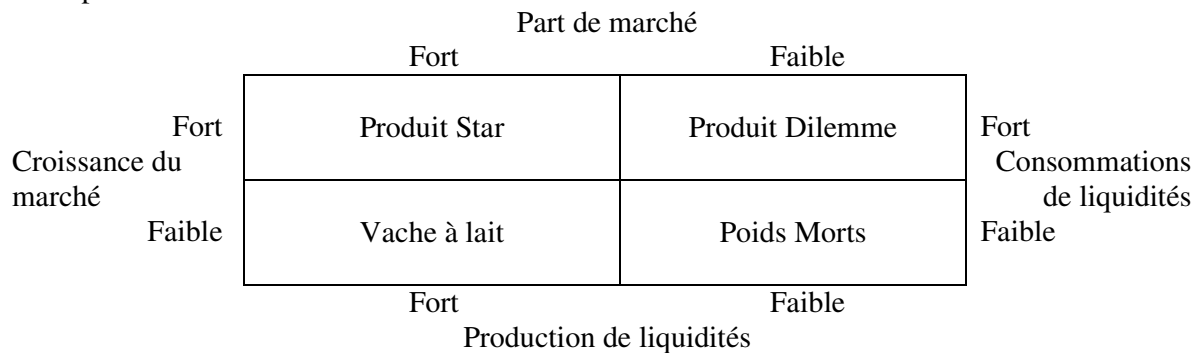 Part de marché
Fort Faible
Fort Produit Star Produit Dilemme Fort
Croissance du Consommations
marché de liquidités
Faible Vache à lait Poids Morts Faible
Fort Faible
Production de liquidités